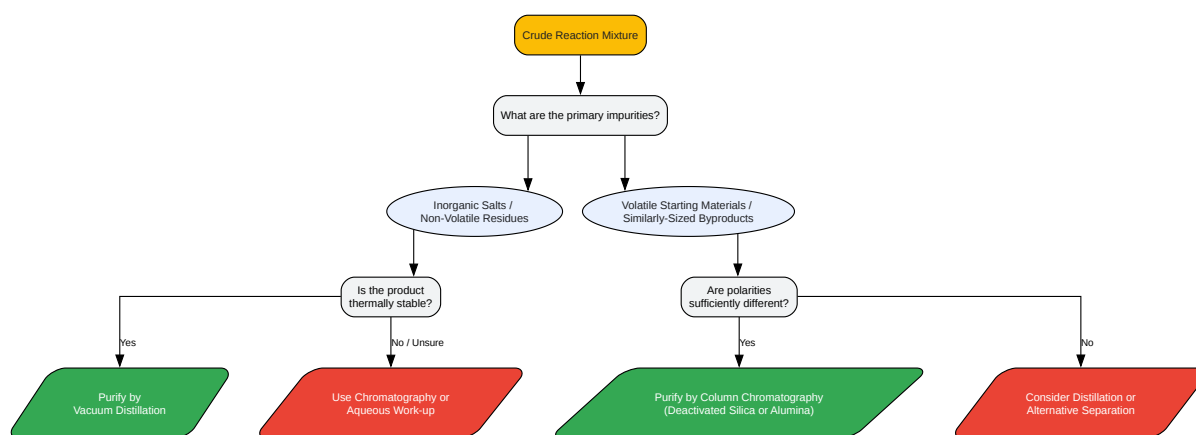 Crude Reaction Mixture
What are the primary impurities?
Inorganic Salts /
Non-Volatile Residues
Volatile Starting Materials /
Similarly-Sized Byproducts
Is the product
thermally stable?
Are polarities
sufficiently different?
Yes
No / Unsure
Yes
No
Purify by
Vacuum Distillation
Use Chromatography or
Aqueous Work-up
Purify by Column Chromatography
(Deactivated Silica or Alumina)
Consider Distillation or
Alternative Separation